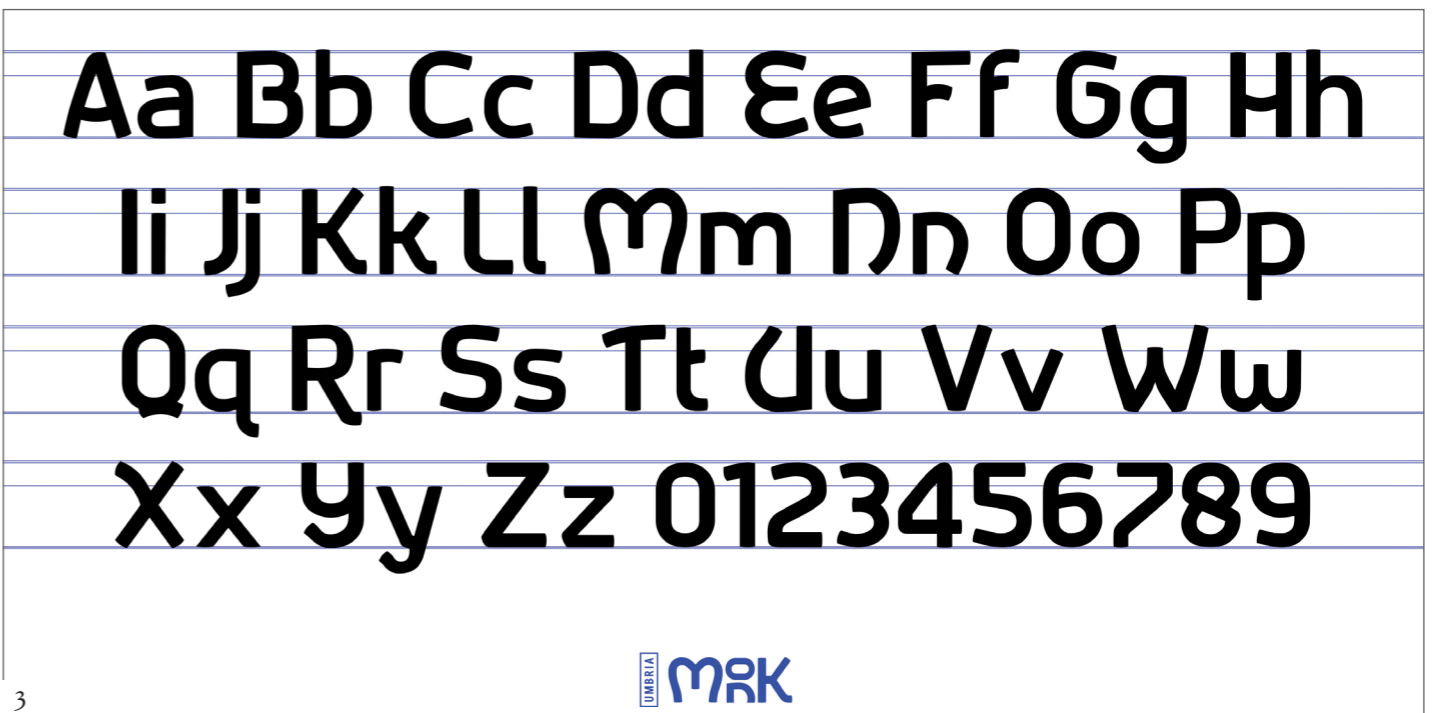 Aa Bb Cc Dd Ee Ff Gg Hh
Ii Jj Kk Ll Mm Nn Oo Pp
Qq Rr Ss Tt Uu Vv Ww
Xx Yy Zz 0123456789
UMBRIA MONK
3